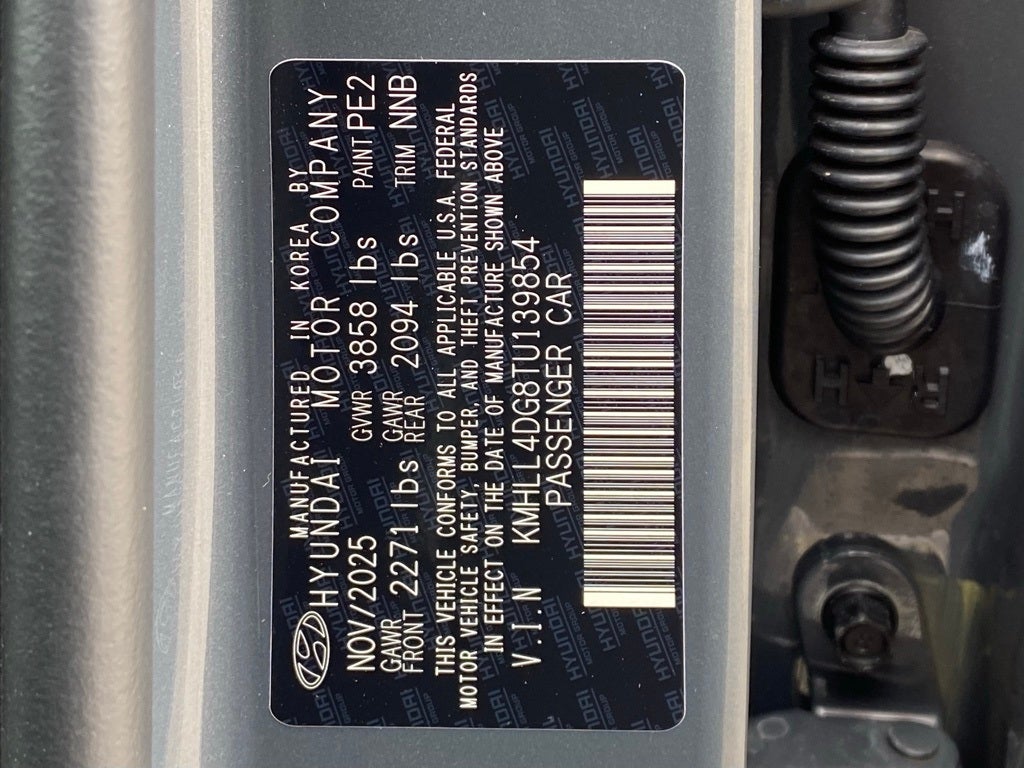 MANUFACTURED IN KOREA BY
HYUNDAI MOTOR COMPANY
NOV/2025 GVWR 3858 lbs PAINT PE2
GAWR FRONT 2271 lbs GAWR REAR 2094 lbs TRIM NNB
THIS VEHICLE CONFORMS TO ALL APPLICABLE U.S.A. FEDERAL
MOTOR VEHICLE SAFETY, BUMPER, AND THEFT PREVENTION STANDARDS
IN EFFECT ON THE DATE OF MANUFACTURE SHOWN ABOVE
V.I.N KMHLL4DG8TU139854
PASSENGER CAR